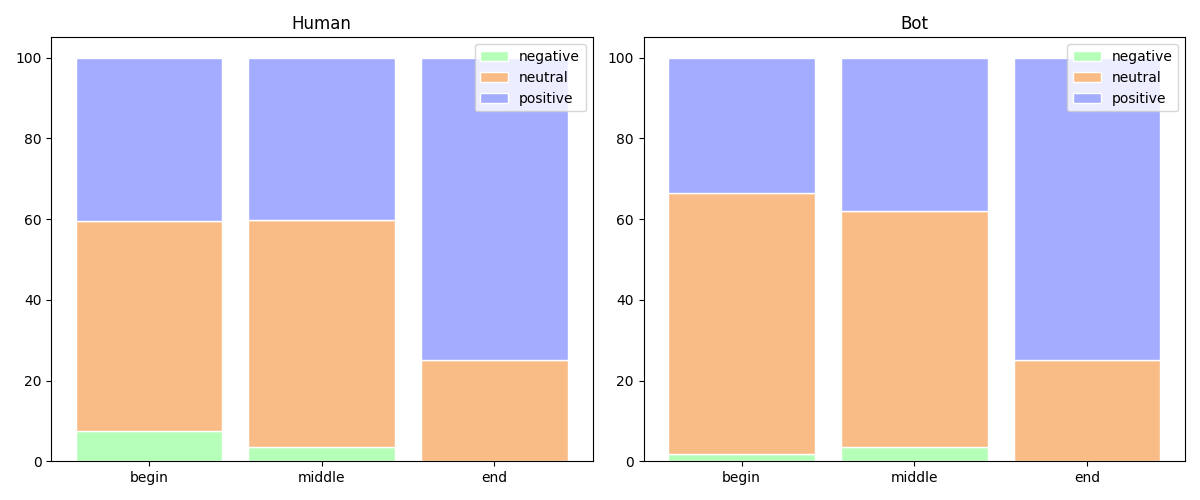 Human
100
80
60
40
20
0
negative
neutral
positive
begin
middle
end
Bot
100
80
60
40
20
0
negative
neutral
positive
begin
middle
end